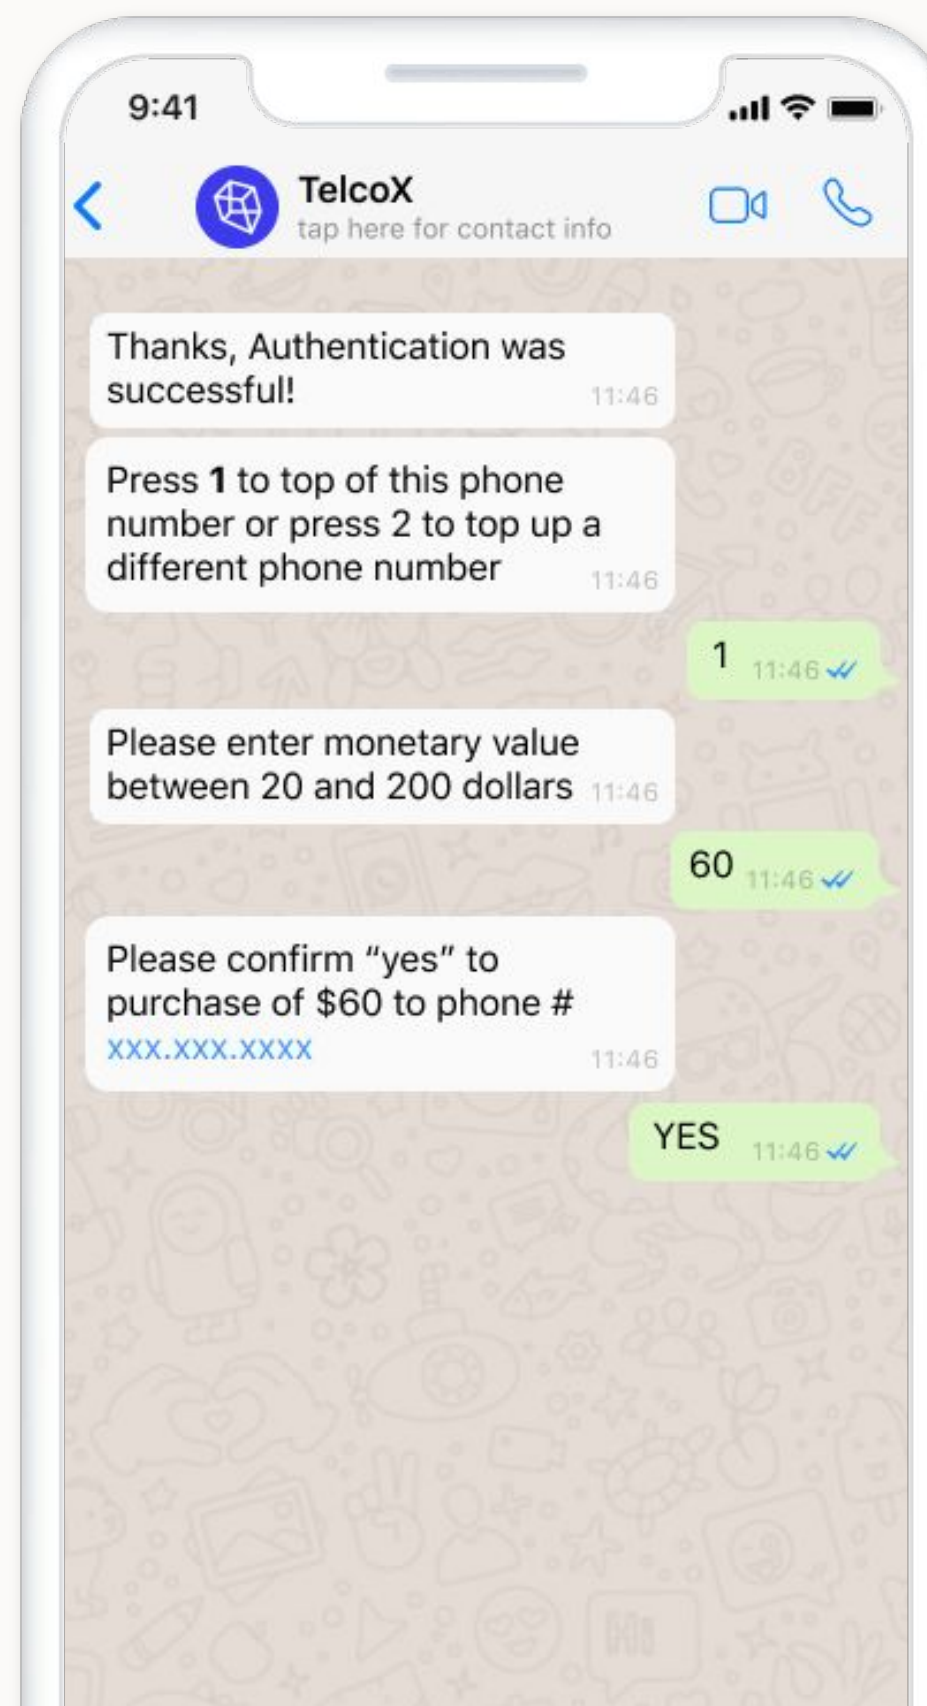 9:41
TelcoX
tap here for contact info
Thanks, Authentication was
successful!
11:46
Press 1 to top of this phone
number or press 2 to top up a
different phone number
11:46
1 11:46
Please enter monetary value
between 20 and 200 dollars 11:46
60 11:46
Please confirm “yes” to
purchase of $60 to phone #
xxx.xxx.xxxx
11:46
YES 11:46